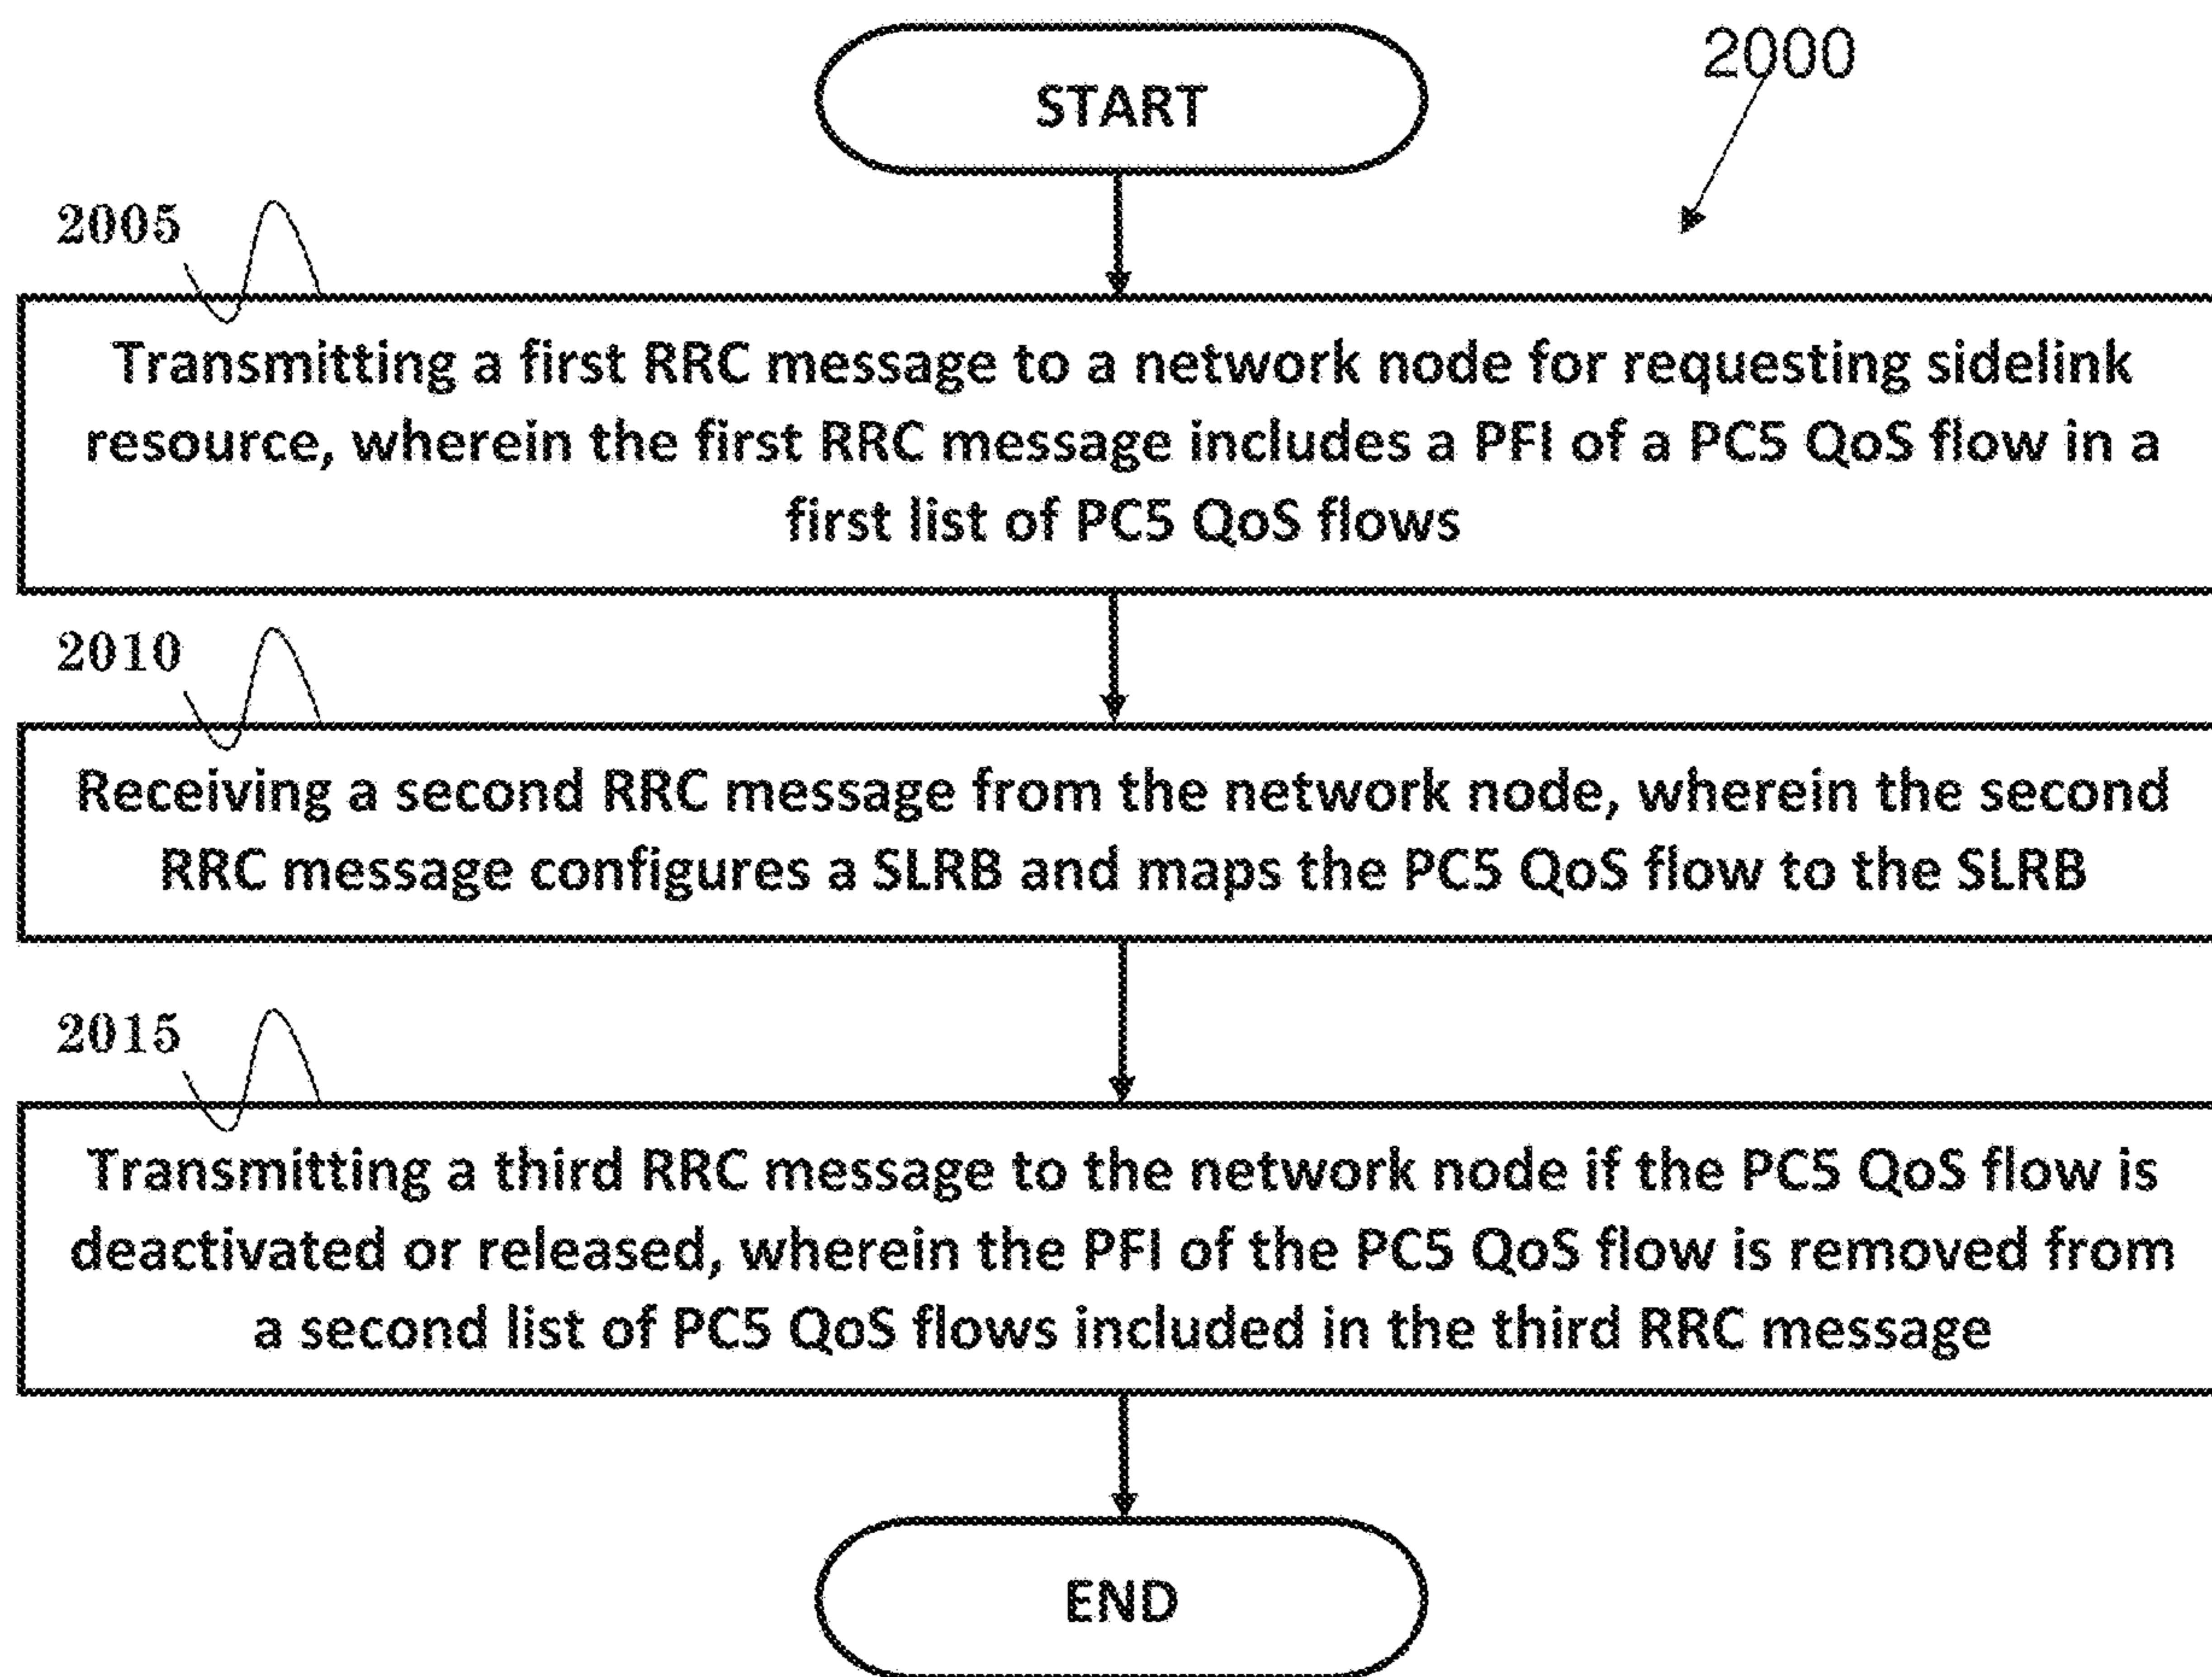 START
2000
2005
Transmitting a first RRC message to a network node for requesting sidelink
resource, wherein the first RRC message includes a PFI of a PC5 QoS flow in a
first list of PC5 QoS flows
2010
Receiving a second RRC message from the network node, wherein the second
RRC message configures a SLRB and maps the PC5 QoS flow to the SLRB
2015
Transmitting a third RRC message to the network node if the PC5 QoS flow is
deactivated or released, wherein the PFI of the PC5 QoS flow is removed from
a second list of PC5 QoS flows included in the third RRC message
END